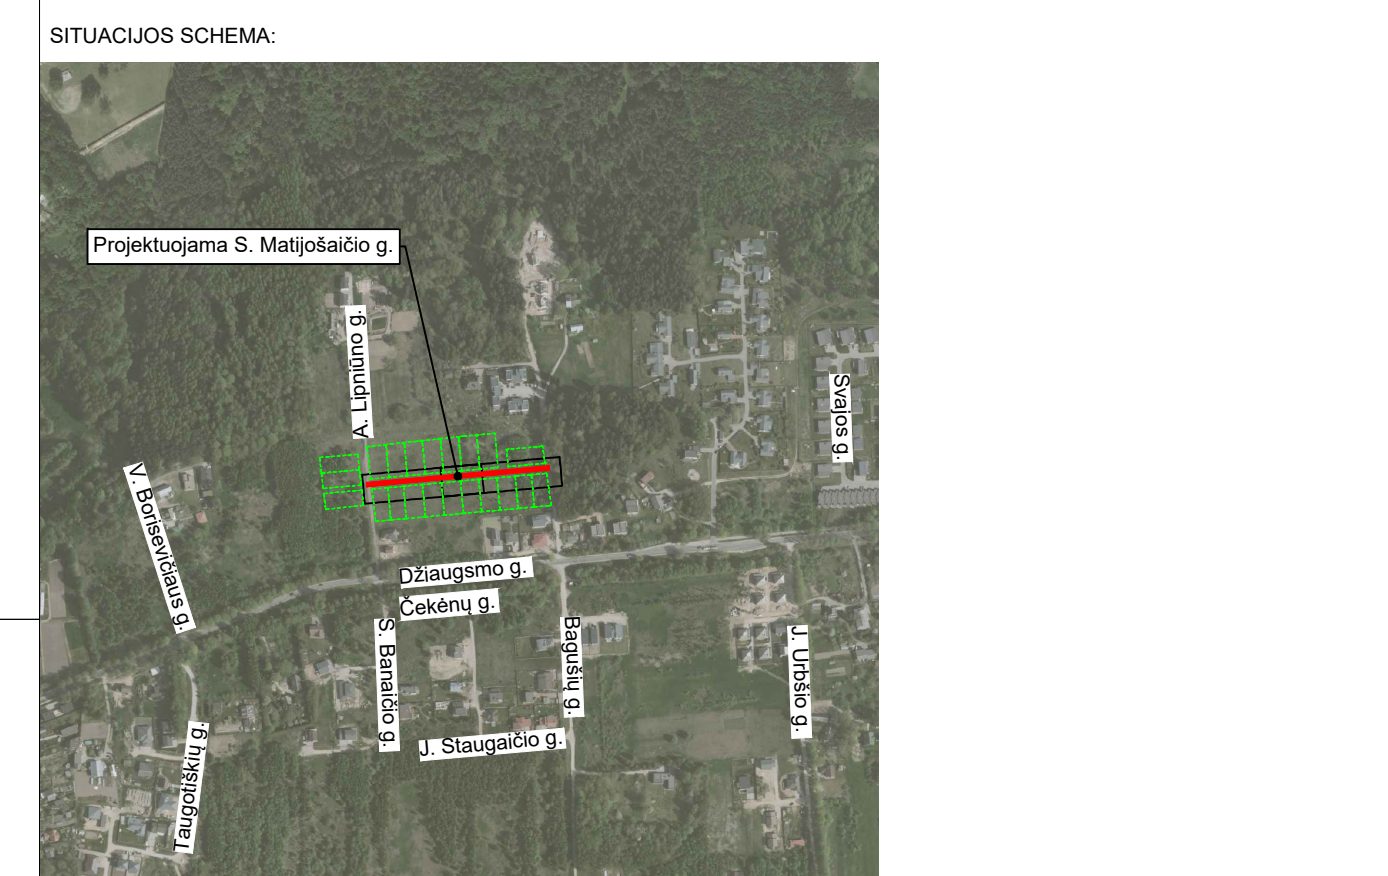 SITUACIJOS SCHEMA:
Projektuojama S. Matijošaičio g.
A. Lipniūno g.
Svajos g.
V. Borisevičiaus g.
Džiaugsmo g.
Čekėnų g.
S. Banaičio g.
Bagušių g.
J. Urbšio g.
J. Staugaičio g.
Taugotiškių g.